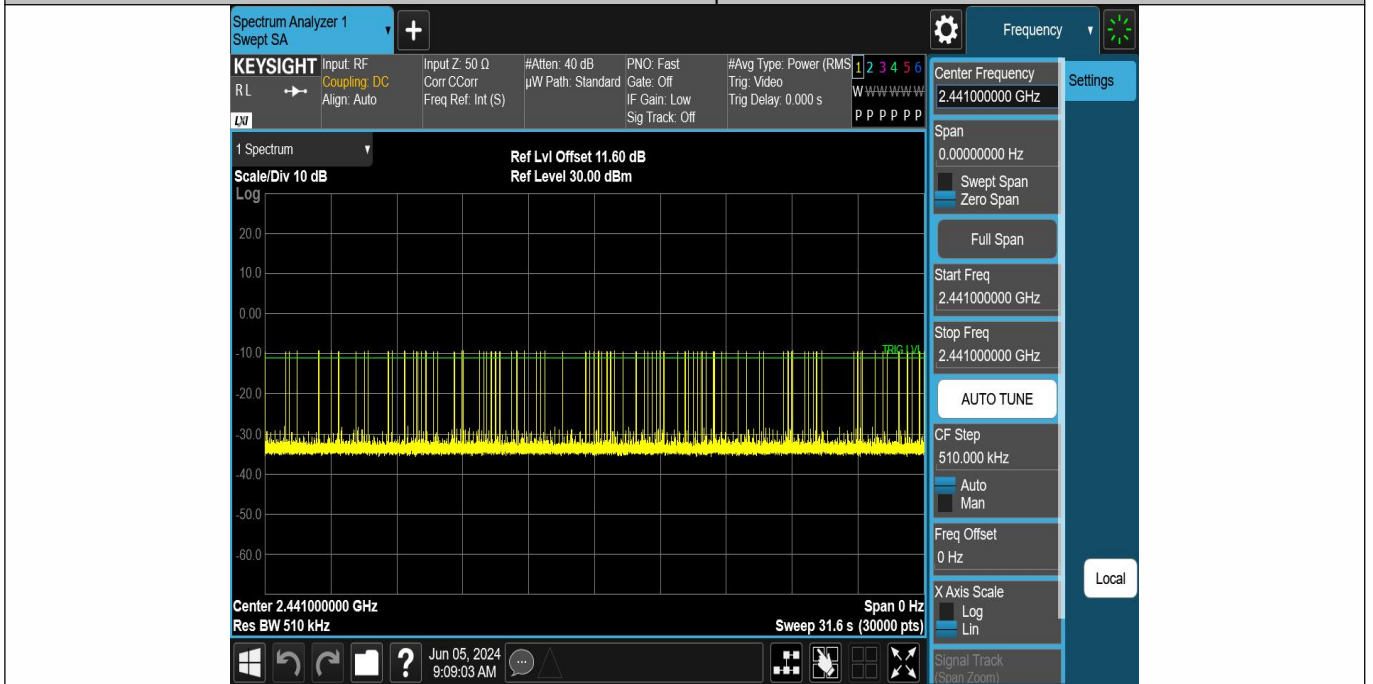 Spectrum Analyzer 1
Swept SA
Frequency
KEYSIGHT
RL
LXI
Input: RF
Coupling: DC
Align: Auto
Input Z: 50 Ω
Corr CCorr
Freq Ref: Int (S)
#Atten: 40 dB
µW Path: Standard
PNO: Fast
Gate: Off
IF Gain: Low
Sig Track: Off
#Avg Type: Power (RMS
Trig: Video
Trig Delay: 0.000 s
1 2 3 4 5 6
W W W W W W
P P P P P P
1 Spectrum
Scale/Div 10 dB
Ref Lvl Offset 11.60 dB
Ref Level 30.00 dBm
Log
20.0
10.0
0.00
-10.0
TRIG LVL
-20.0
-30.0
-40.0
-50.0
-60.0
Center 2.441000000 GHz
Res BW 510 kHz
Span 0 Hz
Sweep 31.6 s (30000 pts)
Center Frequency
2.441000000 GHz
Settings
Span
0.00000000 Hz
Swept Span
Zero Span
Full Span
Start Freq
2.441000000 GHz
Stop Freq
2.441000000 GHz
AUTO TUNE
CF Step
510.000 kHz
Auto
Man
Freq Offset
0 Hz
X Axis Scale
Log
Lin
Signal Track
(Span Zoom)
Local
?
Jun 05, 2024
9:09:03 AM